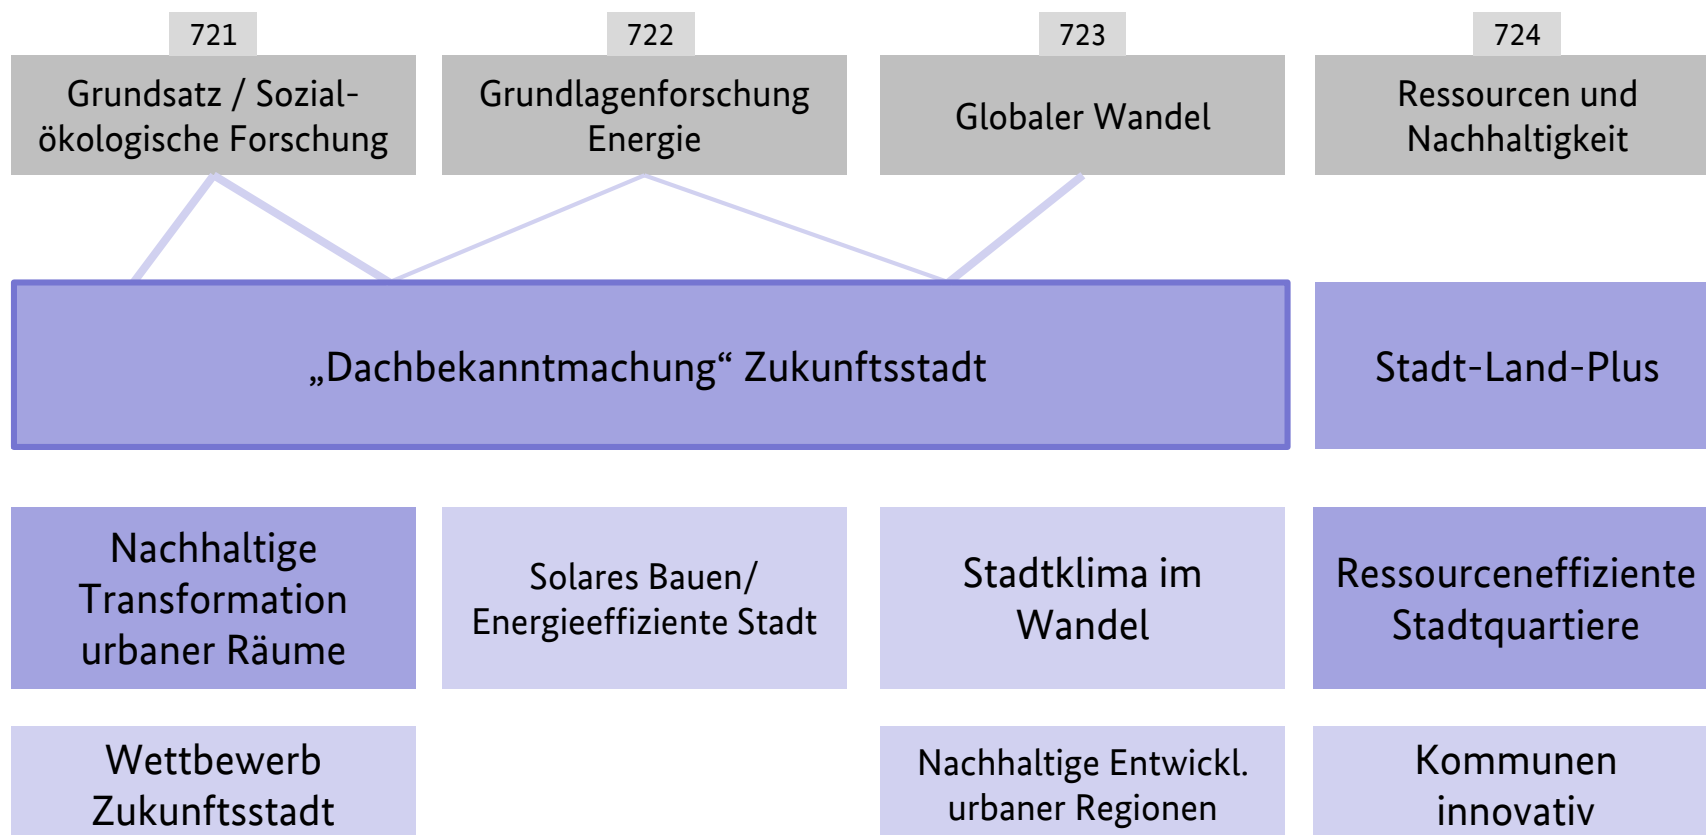 721
722
723
724
Grundsatz / Sozial-
ökologische Forschung
Grundlagenforschung
Energie
Globaler Wandel
Ressourcen und
Nachhaltigkeit
„Dachbekanntmachung“ Zukunftsstadt
Stadt-Land-Plus
Nachhaltige
Transformation
urbaner Räume
Solares Bauen/
Energieeffiziente Stadt
Stadtklima im
Wandel
Ressourceneffiziente
Stadtquartiere
Wettbewerb
Zukunftsstadt
Nachhaltige Entwickl.
urbaner Regionen
Kommunen
innovativ